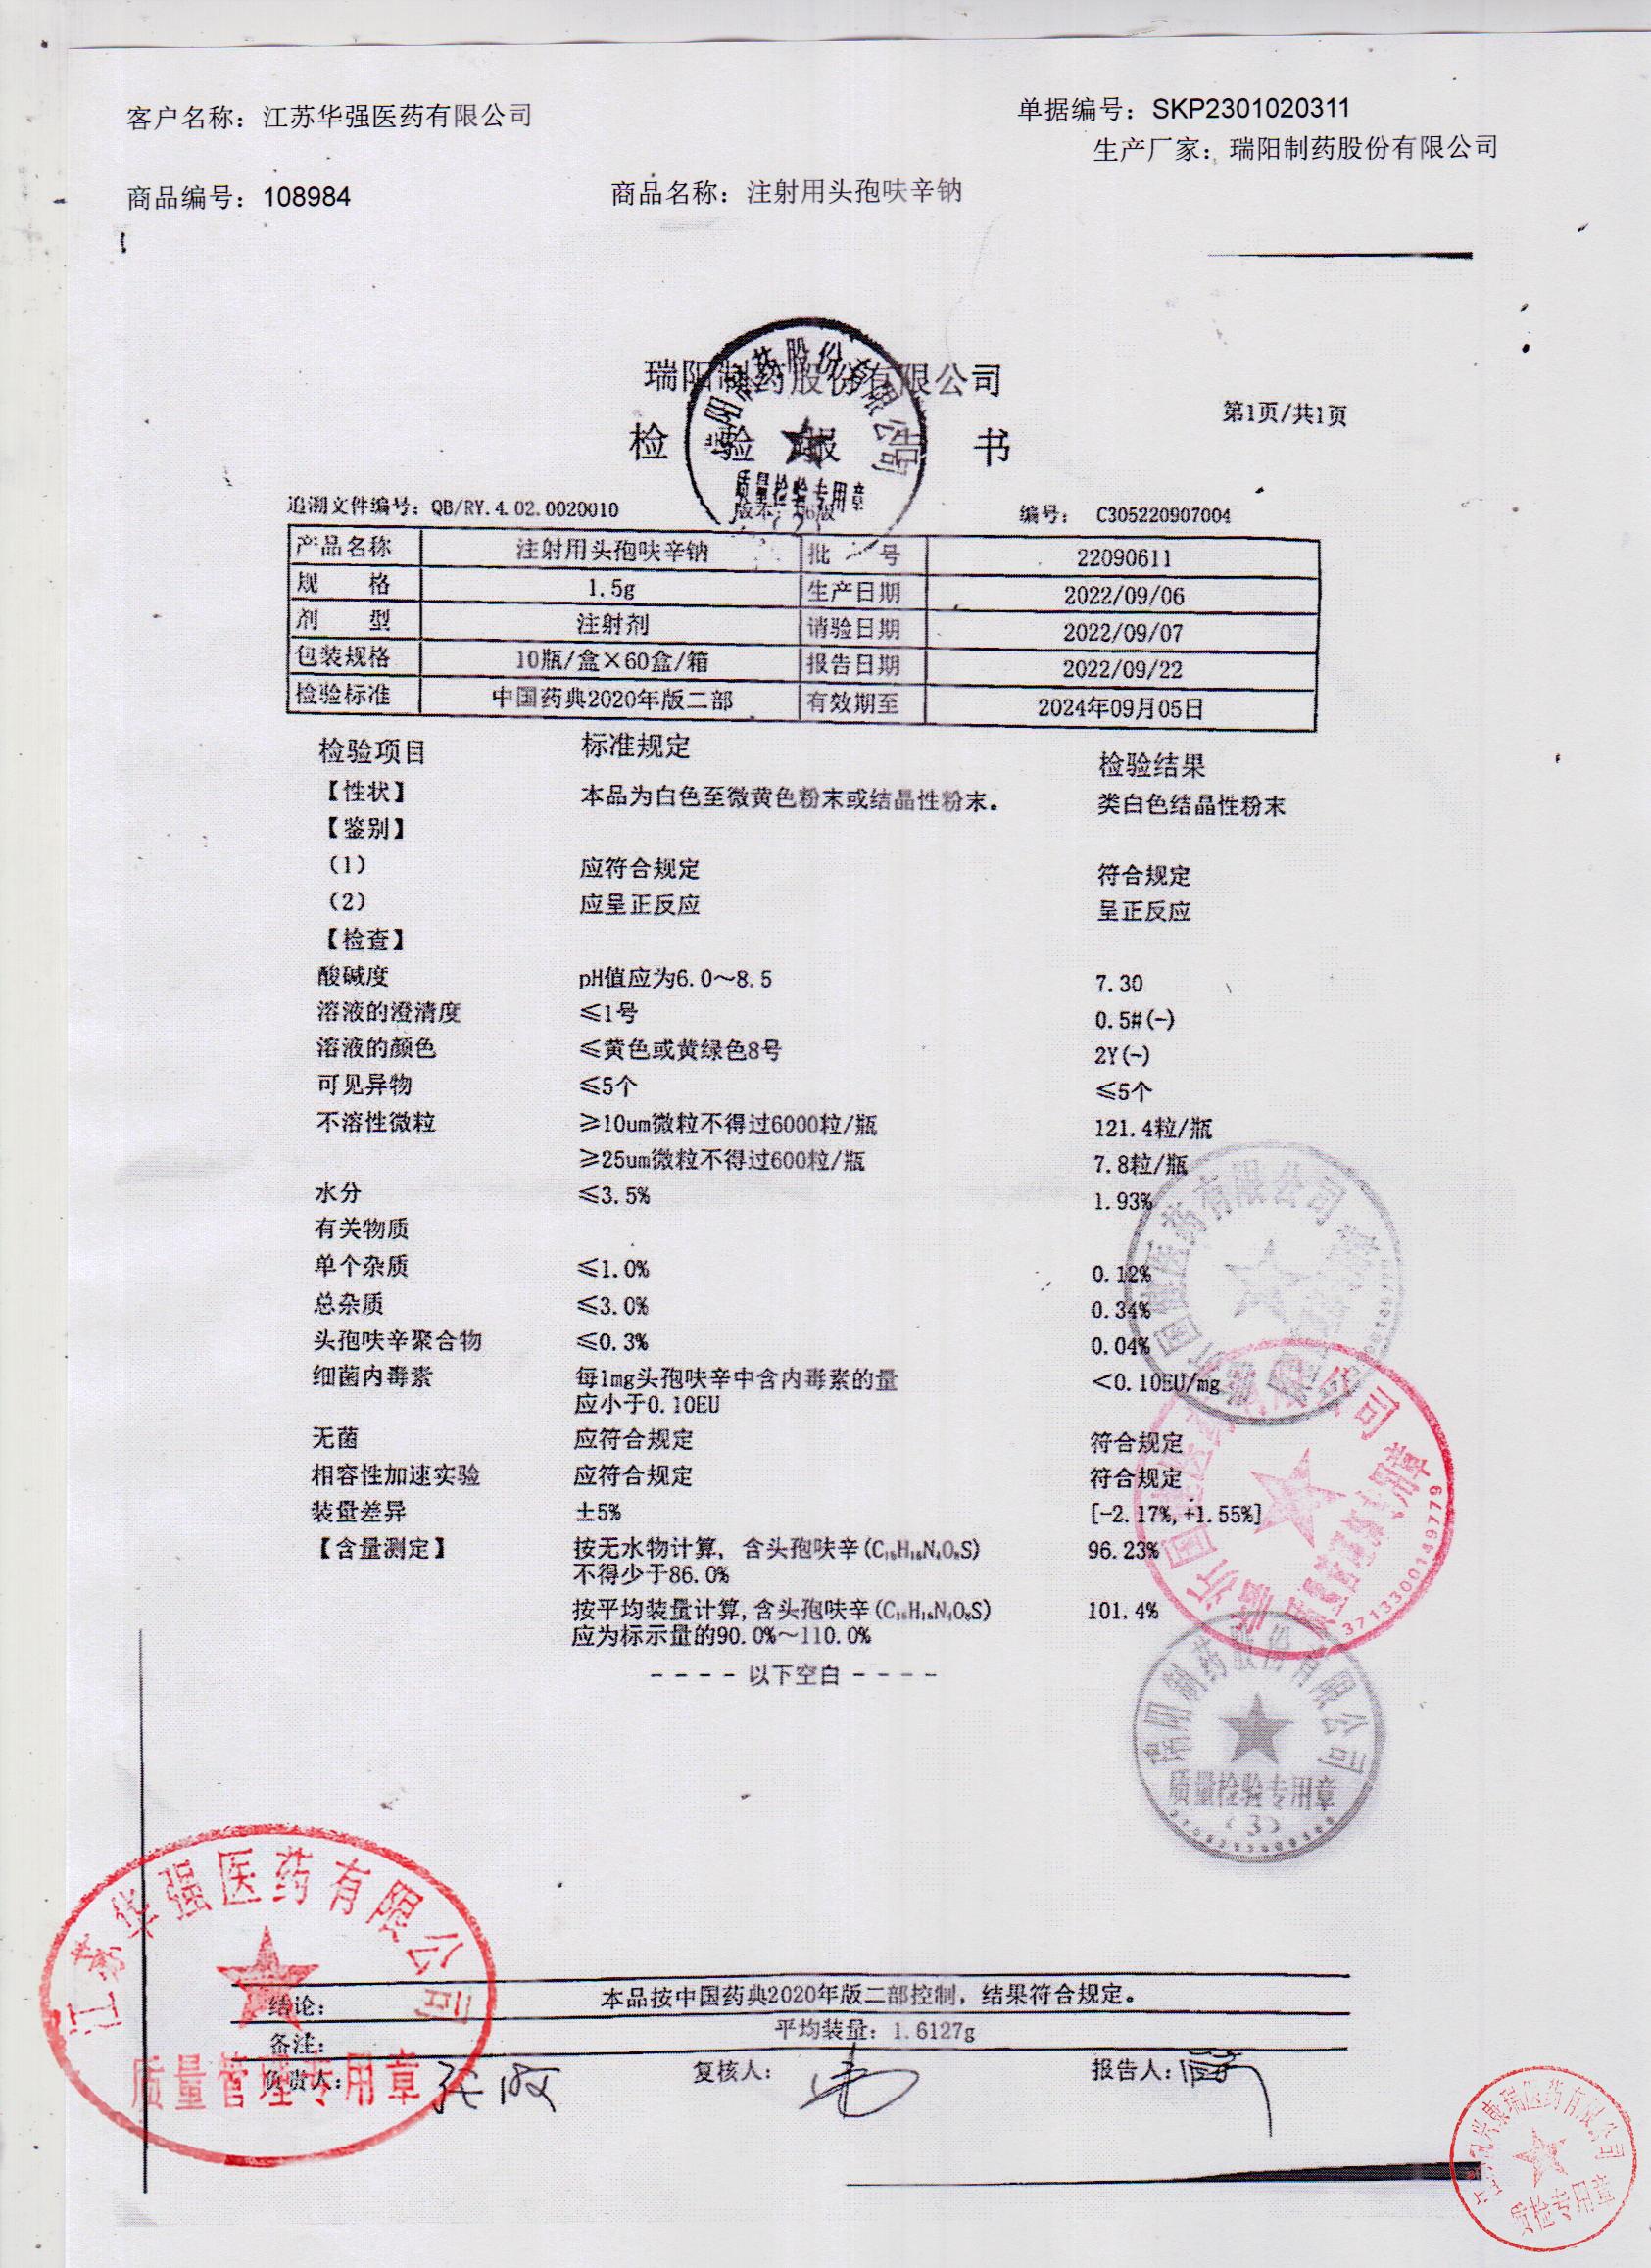 客户名称：江苏华强医药有限公司
单据编号：SKP2301020311
生产厂家：瑞阳制药股份有限公司
商品编号：108984
商品名称：注射用头孢呋辛钠
瑞阳制药股份有限公司
检验报告书
第1页/共1页
质量检验专用章
追溯文件编号：QB/RY.4.02.0020010
编号： C305220907004
产品名称 注射用头孢呋辛钠 批号 22090611
规格 1.5g 生产日期 2022/09/06
剂型 注射剂 请验日期 2022/09/07
包装规格 10瓶/盒×60盒/箱 报告日期 2022/09/22
检验标准 中国药典2020年版二部 有效期至 2024年09月05日
检验项目 标准规定 检验结果
【性状】 本品为白色至微黄色粉末或结晶性粉末。 类白色结晶性粉末
【鉴别】
（1） 应符合规定 符合规定
（2） 应呈正反应 呈正反应
【检查】
酸碱度 pH值应为6.0～8.5 7.30
溶液的澄清度 ≤1号 0.5#(-)
溶液的颜色 ≤黄色或黄绿色8号 2Y(-)
可见异物 ≤5个 ≤5个
不溶性微粒 ≥10um微粒不得过6000粒/瓶 121.4粒/瓶
≥25um微粒不得过600粒/瓶 7.8粒/瓶
水分 ≤3.5% 1.93%
有关物质
单个杂质 ≤1.0% 0.12%
总杂质 ≤3.0% 0.34%
头孢呋辛聚合物 ≤0.3% 0.04%
细菌内毒素 每1mg头孢呋辛中含内毒素的量 <0.10EU/mg
应小于0.10EU
无菌 应符合规定 符合规定
相容性加速实验 应符合规定 符合规定
装量差异 ±5% [-2.17%,+1.55%]
【含量测定】 按无水物计算，含头孢呋辛(C₁₆H₁₆N₄O₈S) 96.23%
不得少于86.0%
按平均装量计算,含头孢呋辛(C₁₆H₁₆N₄O₈S) 101.4%
应为标示量的90.0%～110.0%
----以下空白----
3713300149779
瑞阳制药股份有限公司
质量检验专用章
（3）
江苏华强医药有限公司
质量管理专用章
结论： 本品按中国药典2020年版二部控制，结果符合规定。
备注： 平均装量：1.6127g
负责人： 复核人： 报告人：
质检专用章